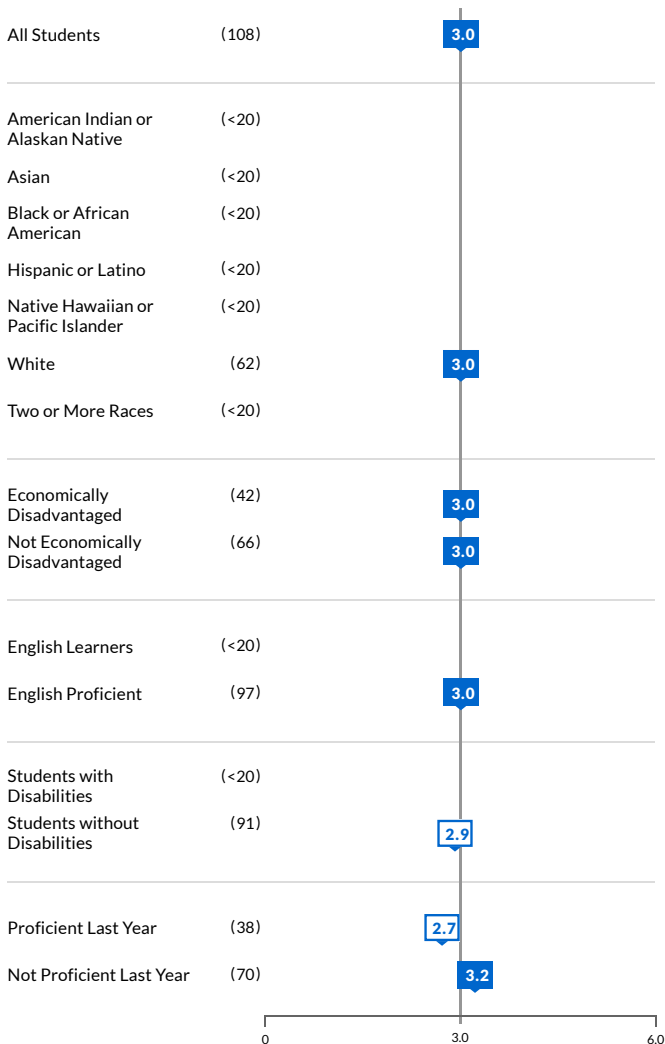 All Students (108) 3.0
American Indian or (<20)
Alaskan Native
Asian (<20)
Black or African (<20)
American
Hispanic or Latino (<20)
Native Hawaiian or (<20)
Pacific Islander
White (62) 3.0
Two or More Races (<20)
Economically (42) 3.0
Disadvantaged
Not Economically (66) 3.0
Disadvantaged
English Learners (<20)
English Proficient (97) 3.0
Students with (<20)
Disabilities
Students without (91) 2.9
Disabilities
Proficient Last Year (38) 2.7
Not Proficient Last Year (70) 3.2
0 3.0 6.0